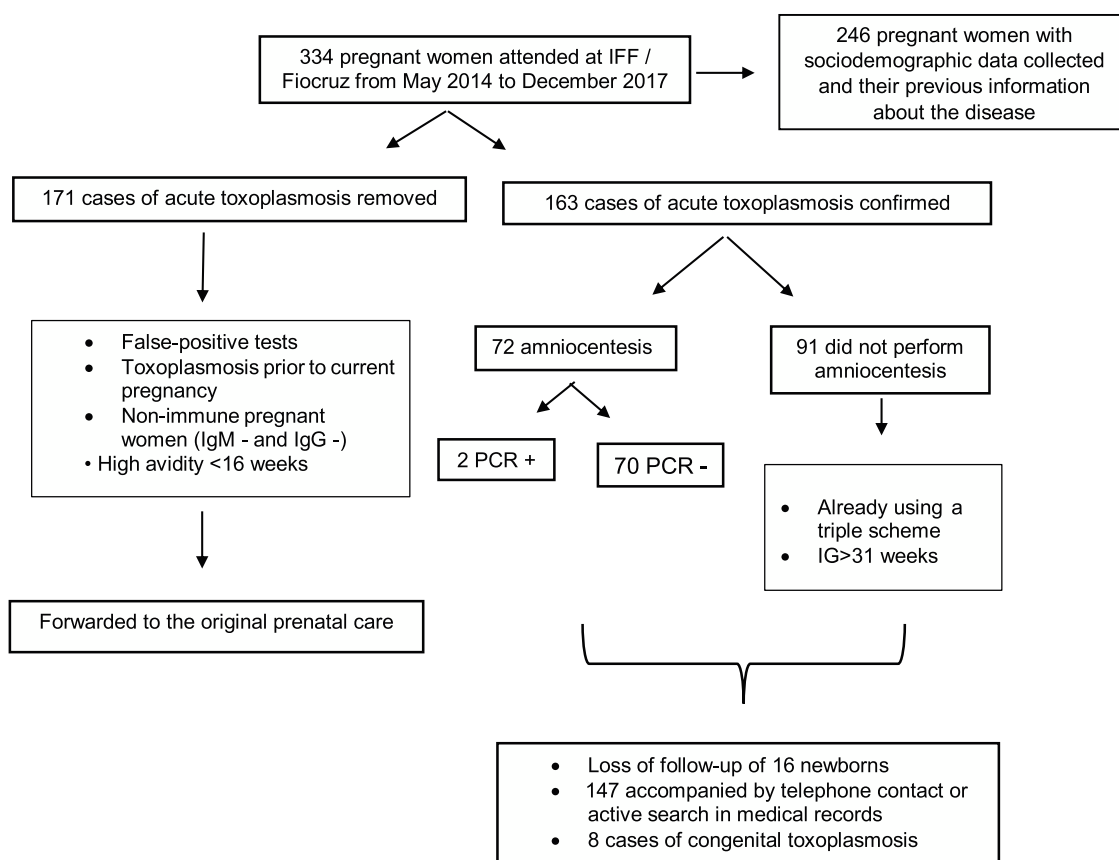 334 pregnant women attended at IFF /
Fiocruz from May 2014 to December 2017
246 pregnant women with
sociodemographic data collected
and their previous information
about the disease
171 cases of acute toxoplasmosis removed
163 cases of acute toxoplasmosis confirmed
• False-positive tests
• Toxoplasmosis prior to current
pregnancy
• Non-immune pregnant
women (IgM - and IgG -)
• High avidity <16 weeks
72 amniocentesis
91 did not perform
amniocentesis
2 PCR +
70 PCR -
• Already using a
triple scheme
• IG>31 weeks
Forwarded to the original prenatal care
• Loss of follow-up of 16 newborns
• 147 accompanied by telephone contact or
active search in medical records
• 8 cases of congenital toxoplasmosis